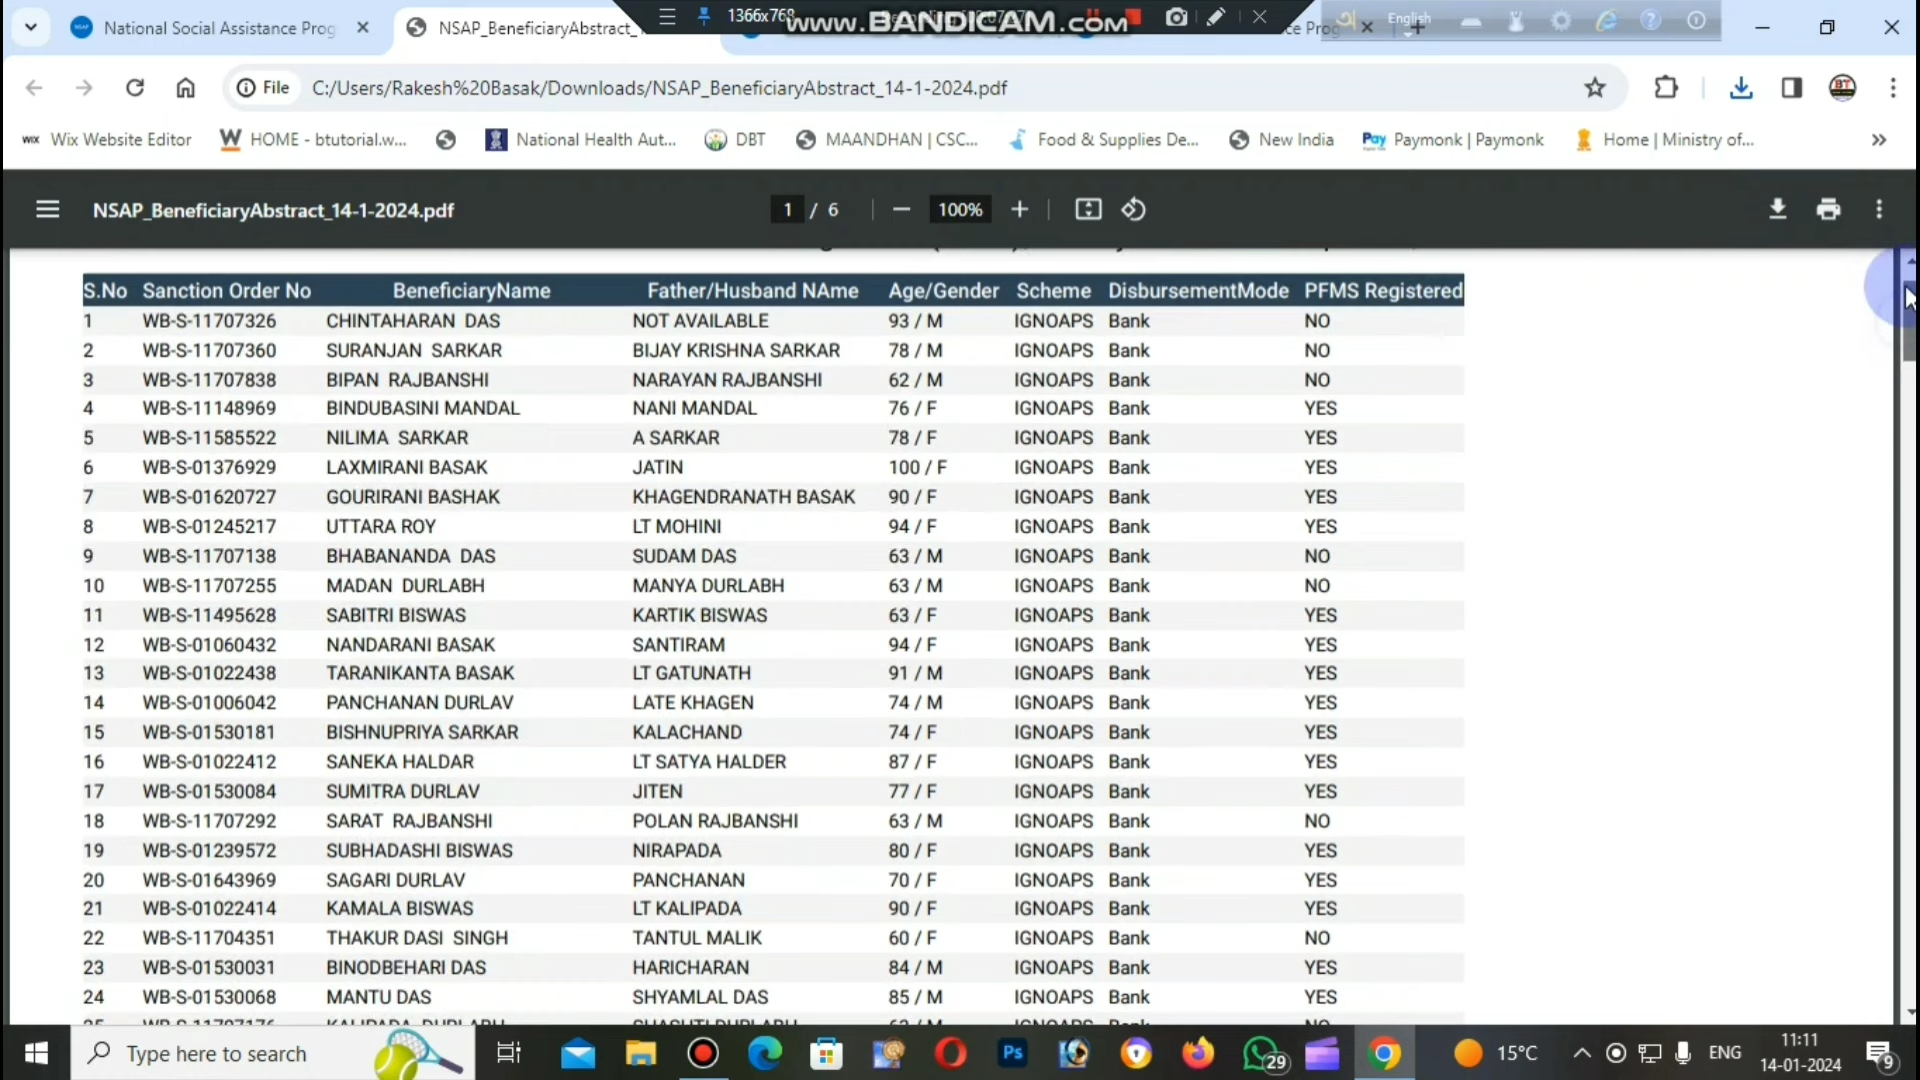 National Social Assistance Prog
NSAP_BeneficiaryAbstract_
1366x768
www.BANDICAM.com
ce Prog
English
File
C:/Users/Rakesh%20Basak/Downloads/NSAP_BeneficiaryAbstract_14-1-2024.pdf
BT
WIX Wix Website Editor
W HOME - btutorial.w...
National Health Aut...
DBT
MAANDHAN | CSC...
Food & Supplies De...
New India
Pay Paymonk | Paymonk
Home | Ministry of...
NSAP_BeneficiaryAbstract_14-1-2024.pdf
1 / 6
100%
S.No Sanction Order No BeneficiaryName Father/Husband NAme Age/Gender Scheme DisbursementMode PFMS Registered
1 WB-S-11707326 CHINTAHARAN DAS NOT AVAILABLE 93 / M IGNOAPS Bank NO
2 WB-S-11707360 SURANJAN SARKAR BIJAY KRISHNA SARKAR 78 / M IGNOAPS Bank NO
3 WB-S-11707838 BIPAN RAJBANSHI NARAYAN RAJBANSHI 62 / M IGNOAPS Bank NO
4 WB-S-11148969 BINDUBASINI MANDAL NANI MANDAL 76 / F IGNOAPS Bank YES
5 WB-S-11585522 NILIMA SARKAR A SARKAR 78 / F IGNOAPS Bank YES
6 WB-S-01376929 LAXMIRANI BASAK JATIN 100 / F IGNOAPS Bank YES
7 WB-S-01620727 GOURIRANI BASHAK KHAGENDRANATH BASAK 90 / F IGNOAPS Bank YES
8 WB-S-01245217 UTTARA ROY LT MOHINI 94 / F IGNOAPS Bank YES
9 WB-S-11707138 BHABANANDA DAS SUDAM DAS 63 / M IGNOAPS Bank NO
10 WB-S-11707255 MADAN DURLABH MANYA DURLABH 63 / M IGNOAPS Bank NO
11 WB-S-11495628 SABITRI BISWAS KARTIK BISWAS 63 / F IGNOAPS Bank YES
12 WB-S-01060432 NANDARANI BASAK SANTIRAM 94 / F IGNOAPS Bank YES
13 WB-S-01022438 TARANIKANTA BASAK LT GATUNATH 91 / M IGNOAPS Bank YES
14 WB-S-01006042 PANCHANAN DURLAV LATE KHAGEN 74 / M IGNOAPS Bank YES
15 WB-S-01530181 BISHNUPRIYA SARKAR KALACHAND 74 / F IGNOAPS Bank YES
16 WB-S-01022412 SANEKA HALDAR LT SATYA HALDER 87 / F IGNOAPS Bank YES
17 WB-S-01530084 SUMITRA DURLAV JITEN 77 / F IGNOAPS Bank YES
18 WB-S-11707292 SARAT RAJBANSHI POLAN RAJBANSHI 63 / M IGNOAPS Bank NO
19 WB-S-01239572 SUBHADASHI BISWAS NIRAPADA 80 / F IGNOAPS Bank YES
20 WB-S-01643969 SAGARI DURLAV PANCHANAN 70 / F IGNOAPS Bank YES
21 WB-S-01022414 KAMALA BISWAS LT KALIPADA 90 / F IGNOAPS Bank YES
22 WB-S-11704351 THAKUR DASI SINGH TANTUL MALIK 60 / F IGNOAPS Bank NO
23 WB-S-01530031 BINODBEHARI DAS HARICHARAN 84 / M IGNOAPS Bank YES
24 WB-S-01530068 MANTU DAS SHYAMLAL DAS 85 / M IGNOAPS Bank YES
Type here to search
Ps
29
15°C
ENG
11:11
14-01-2024
9